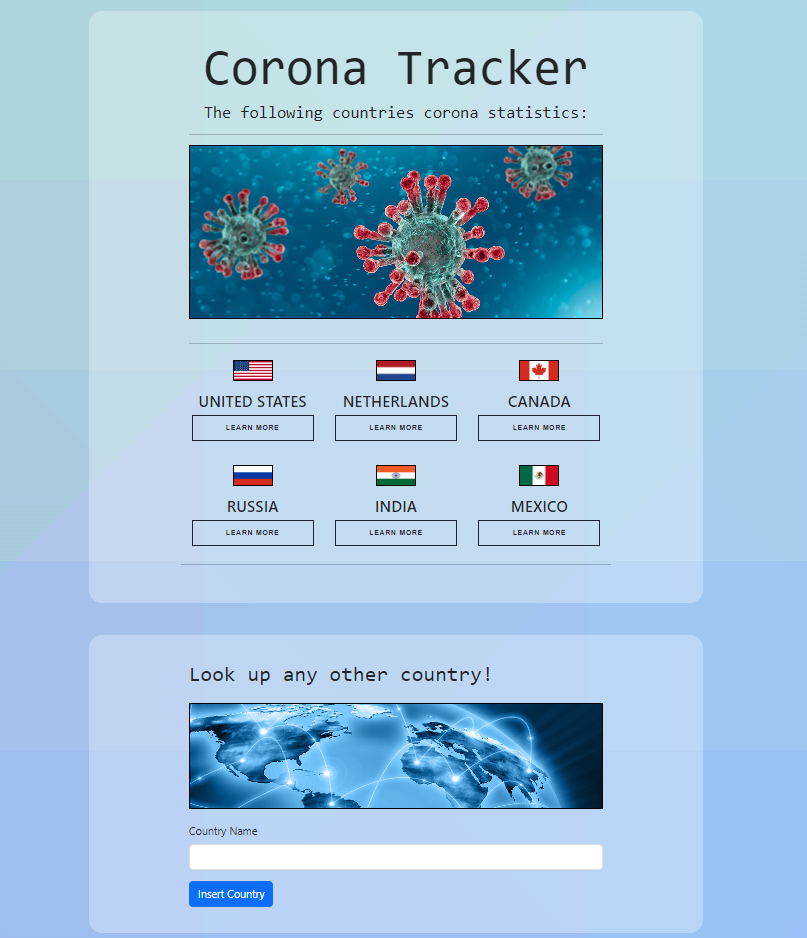 Corona Tracker
The following countries corona statistics:
UNITED STATES NETHERLANDS CANADA
LEARN MORE LEARN MORE LEARN MORE
RUSSIA INDIA MEXICO
LEARN MORE LEARN MORE LEARN MORE
Look up any other country!
Country Name
Insert Country